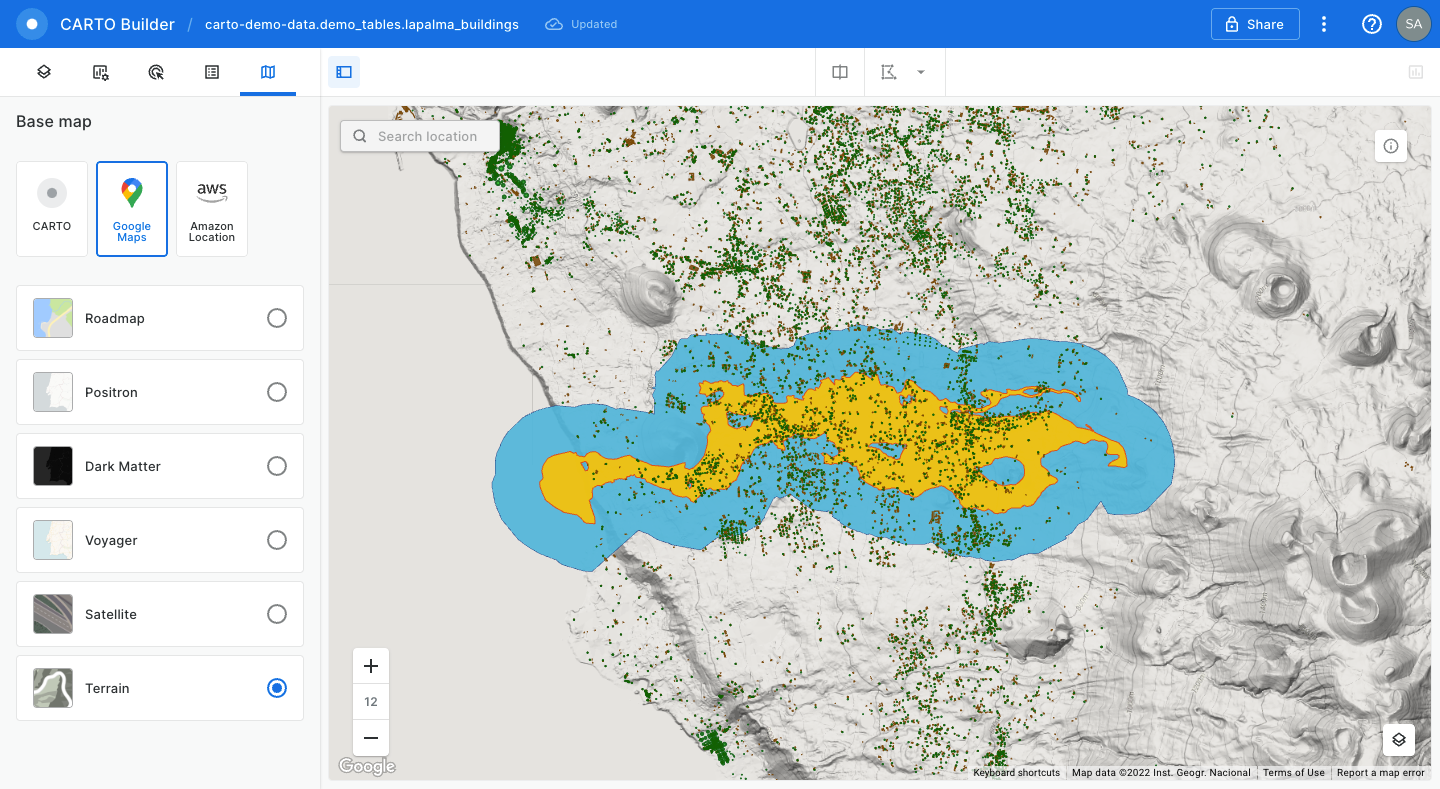 CARTO Builder / carto-demo-data.demo_tables.lapalma_buildings Updated Share SA
Base map
Search location
aws
CARTO
Google
Maps
Amazon
Location
Roadmap
Positron
Dark Matter
Voyager
Satellite
Terrain
12
Google
Keyboard shortcuts Map data ©2022 Inst. Geogr. Nacional Terms of Use Report a map error